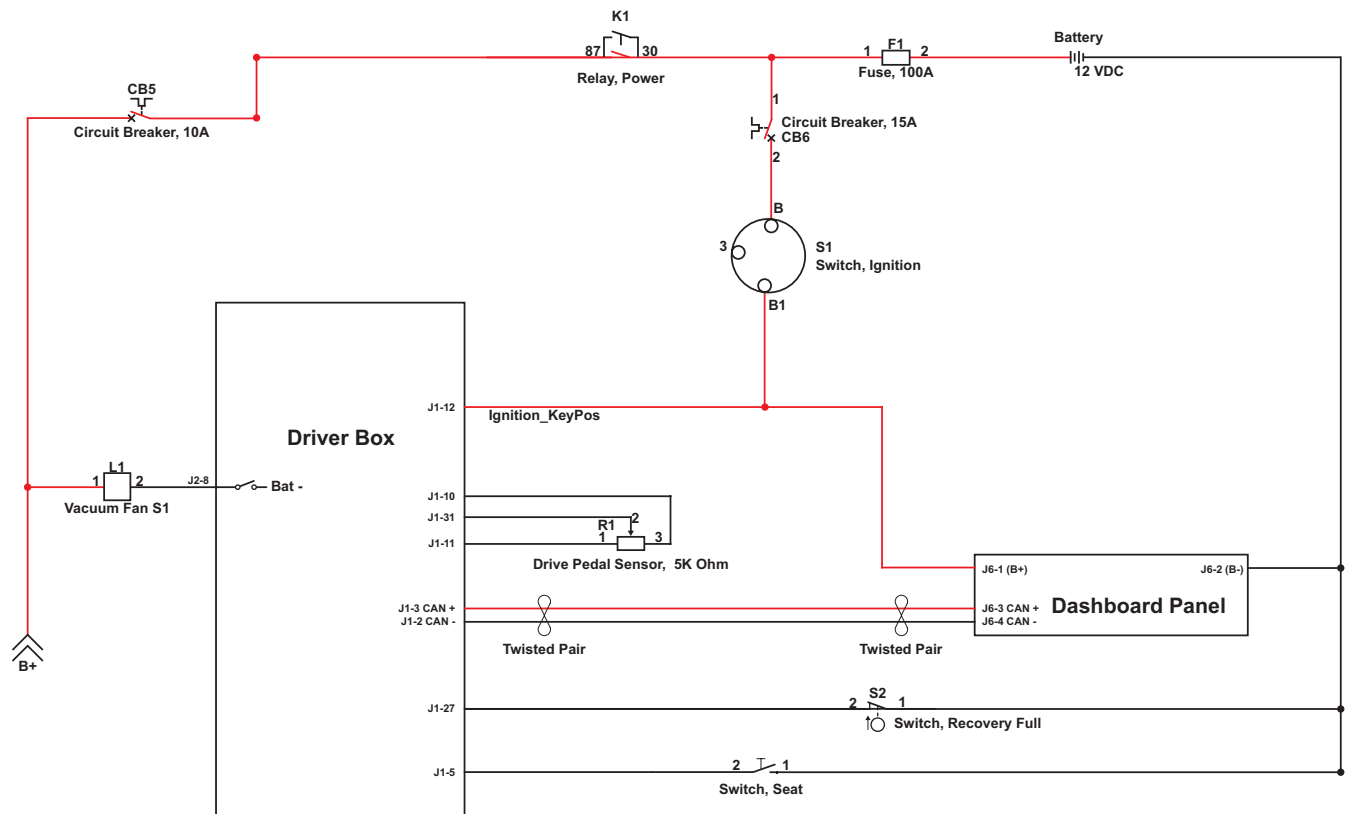 K1
87
30
Relay, Power
1
F1
2
Fuse, 100A
Battery
12 VDC
CB5
Circuit Breaker, 10A
1
Circuit Breaker, 15A
CB6
2
B
3
S1
Switch, Ignition
B1
J1-12
Ignition_KeyPos
Driver Box
1
L1
2
Vacuum Fan S1
J2-8
Bat -
J1-10
J1-31
J1-11
R1
2
1
3
Drive Pedal Sensor, 5K Ohm
J6-1 (B+)
J6-2 (B-)
Dashboard Panel
J1-3 CAN +
J1-2 CAN -
J6-3 CAN +
J6-4 CAN -
Twisted Pair
Twisted Pair
B+
J1-27
2
S2
1
Switch, Recovery Full
J1-5
2
1
Switch, Seat